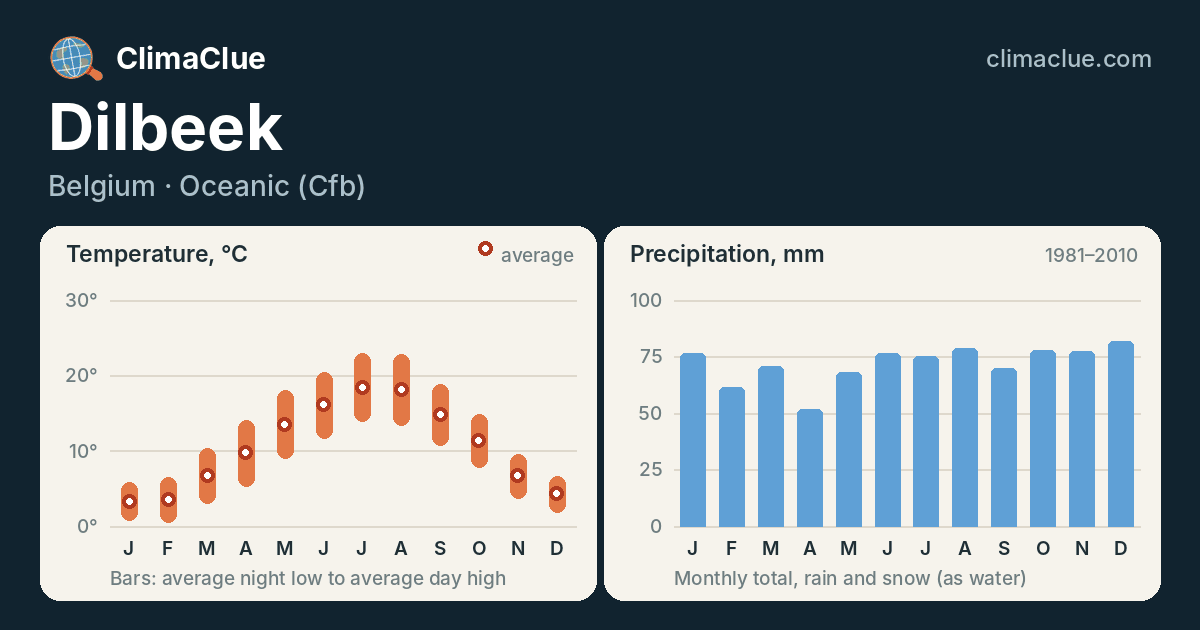 ClimaClue
climaclue.com
Dilbeek
Belgium · Oceanic (Cfb)
Temperature, °C
average
30°
20°
10°
0°
J F M A M J J A S O N D
Bars: average night low to average day high
Precipitation, mm
1981–2010
100
75
50
25
0
J F M A M J J A S O N D
Monthly total, rain and snow (as water)